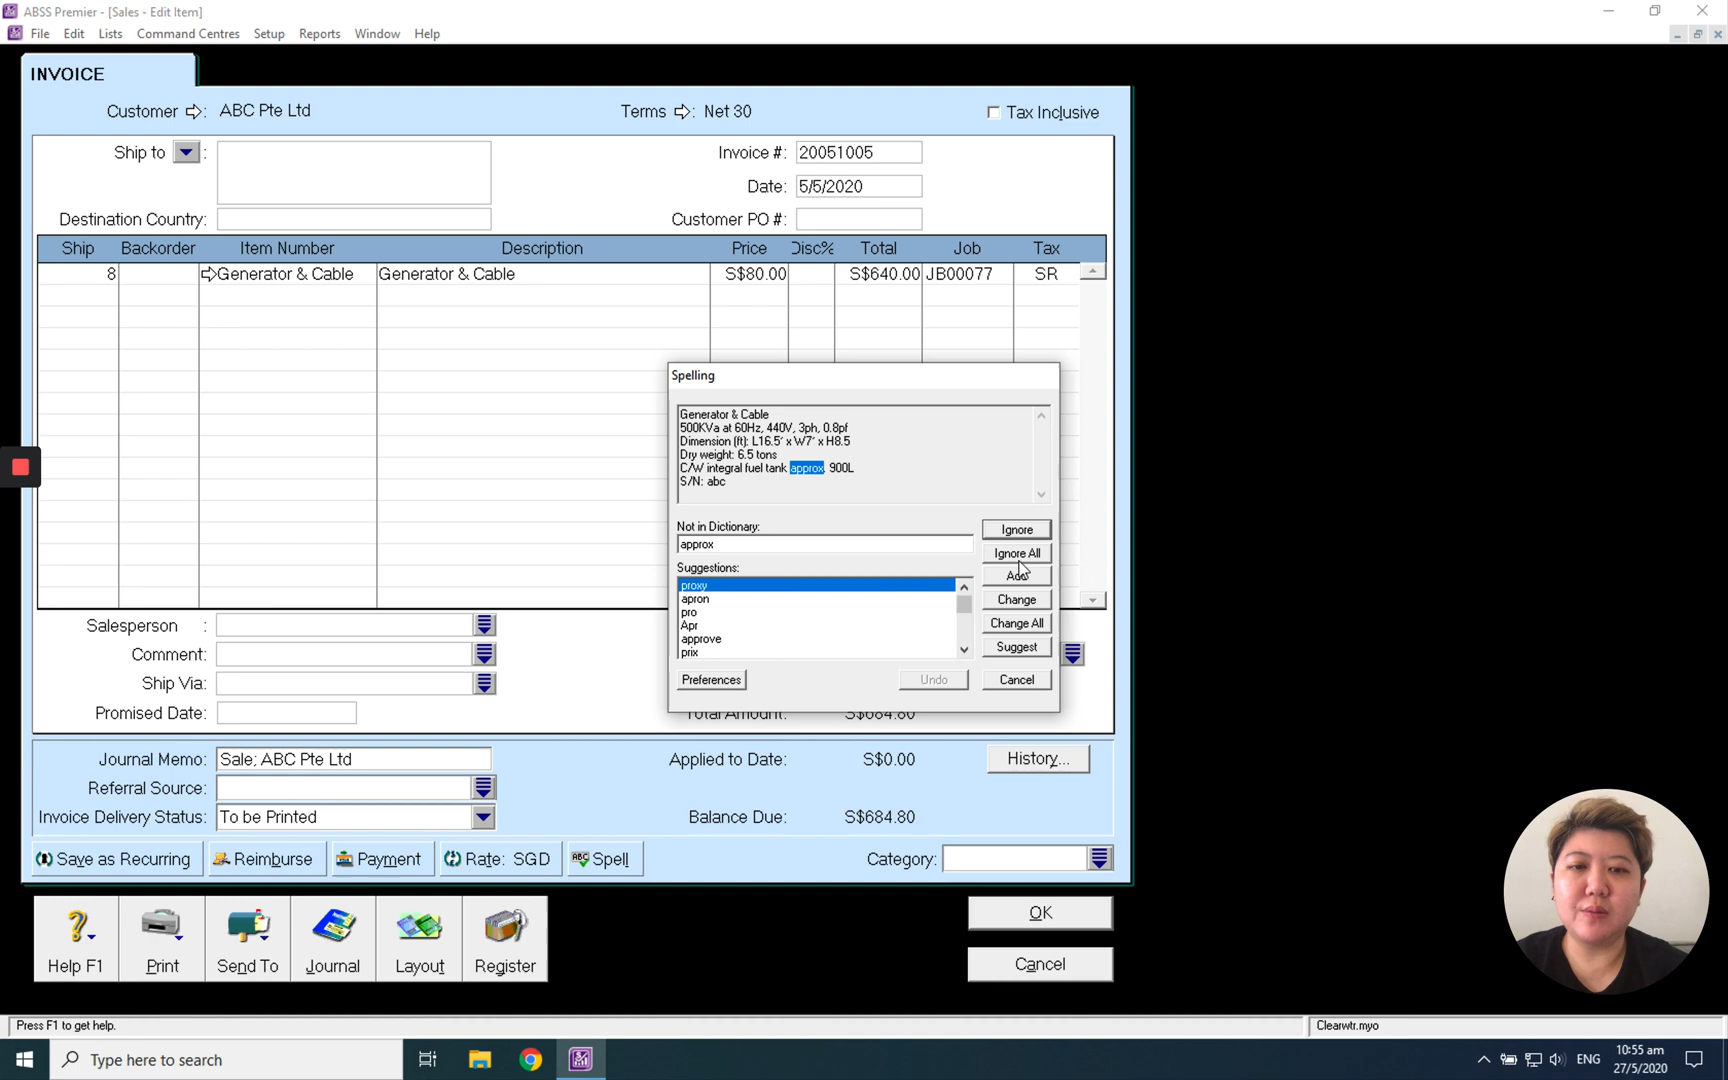 ABSS Premier - [Sales - Edit Item]
File Edit Lists Command Centres Setup Reports Window Help
INVOICE
Customer : ABC Pte Ltd
Terms : Net 30
Tax Inclusive
Ship to :
Invoice #: 20051005
Date: 5/5/2020
Destination Country:
Customer PO #:
Ship Backorder Item Number Description Price Disc% Total Job Tax
8 Generator & Cable Generator & Cable S$80.00 S$640.00 JB00077 SR
Spelling
Generator & Cable
500KVa at 60Hz, 440V, 3ph, 0.8pf
Dimension (ft): L16.5' x W7' x H8.5
Dry weight: 6.5 tons
C/W integral fuel tank approx. 900L
S/N: abc
Not in Dictionary:
approx
Suggestions:
proxy
apron
pro
Apr
approve
prix
Ignore
Ignore All
Add
Change
Change All
Suggest
Preferences
Undo
Cancel
Salesperson :
Comment:
Ship Via:
Promised Date:
Total Amount: S$684.80
Journal Memo: Sale; ABC Pte Ltd
Applied to Date: S$0.00
History...
Referral Source:
Invoice Delivery Status: To be Printed
Balance Due: S$684.80
Save as Recurring Reimburse Payment Rate: SGD ABC Spell
Category:
Help F1 Print Send To Journal Layout Register
OK
Cancel
Press F1 to get help.
Clearwtr.myo
Type here to search
ENG
10:55 am
27/5/2020